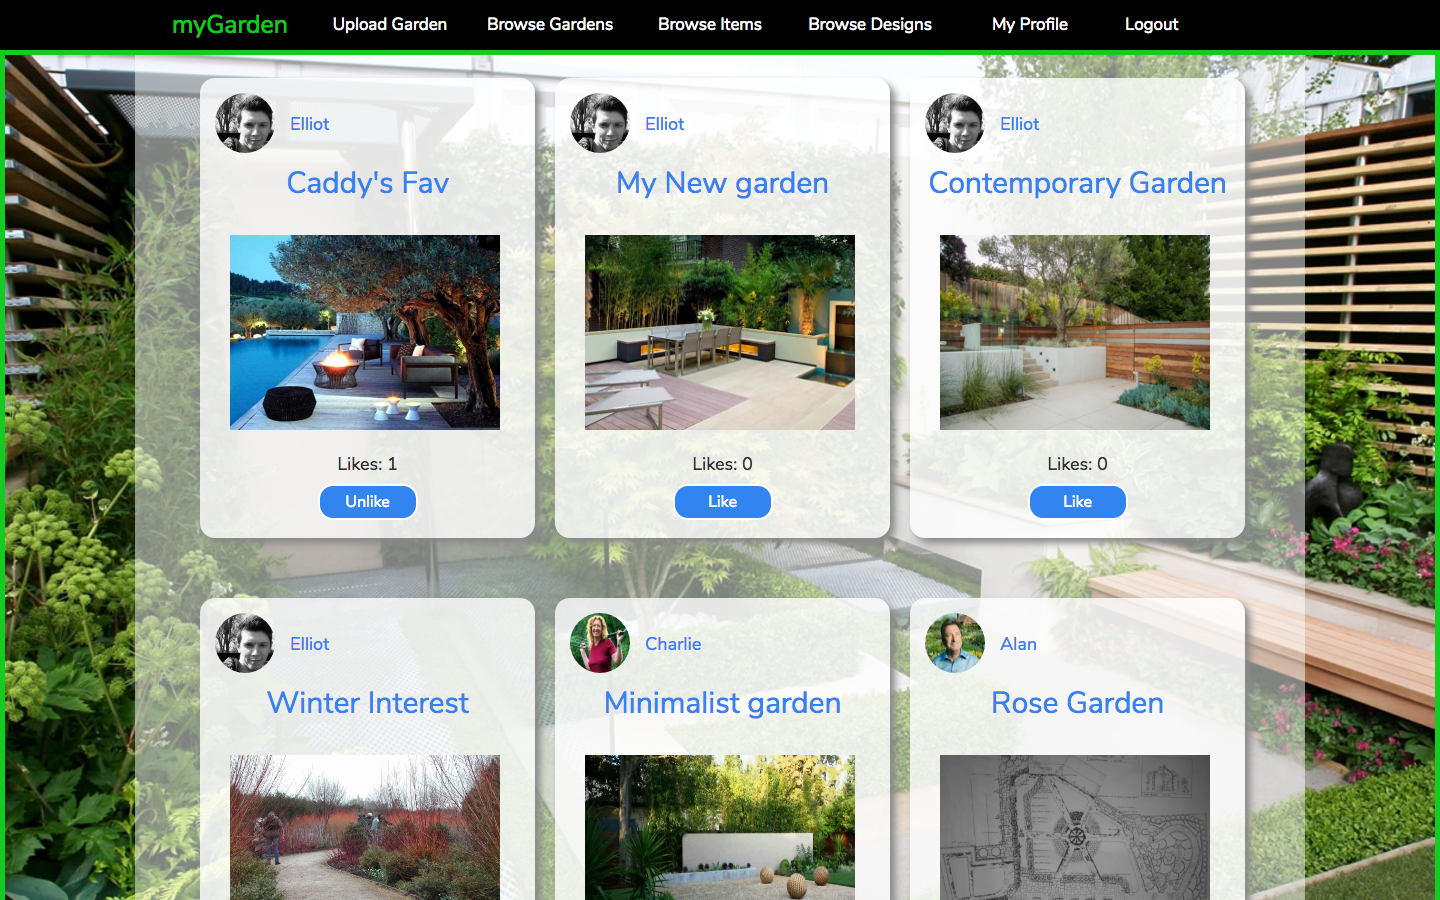 myGarden Upload Garden Browse Gardens Browse Items Browse Designs My Profile Logout
Elliot
Caddy's Fav
Likes: 1
Unlike
Elliot
My New garden
Likes: 0
Like
Elliot
Contemporary Garden
Likes: 0
Like
Elliot
Winter Interest
Charlie
Minimalist garden
Alan
Rose Garden